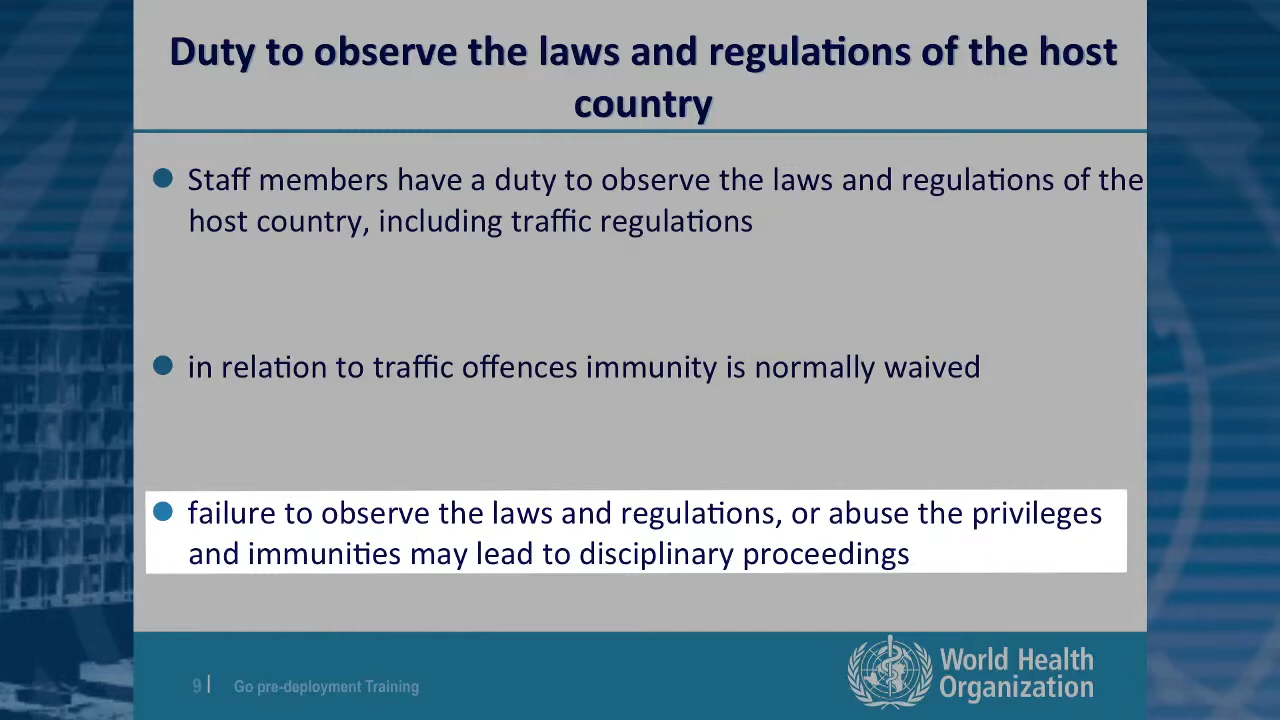 Duty to observe the laws and regulations of the host
country
Staff members have a duty to observe the laws and regulations of the
host country, including traffic regulations
in relation to traffic offences immunity is normally waived
failure to observe the laws and regulations, or abuse the privileges
and immunities may lead to disciplinary proceedings
9 | Go pre-deployment Training
World Health
Organization